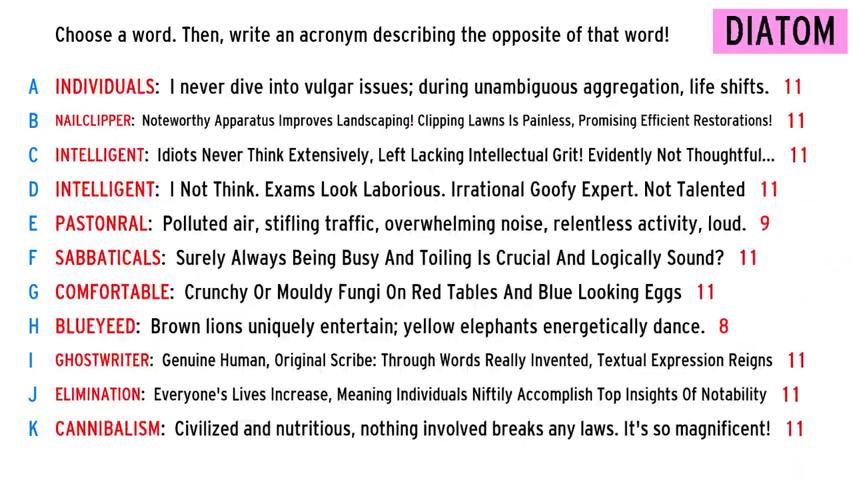 Choose a word. Then, write an acronym describing the opposite of that word!
DIATOM
A INDIVIDUALS: I never dive into vulgar issues; during unambiguous aggregation, life shifts. 11
B NAILCLIPPER: Noteworthy Apparatus Improves Landscaping! Clipping Lawns Is Painless, Promising Efficient Restorations! 11
C INTELLIGENT: Idiots Never Think Extensively, Left Lacking Intellectual Grit! Evidently Not Thoughtful... 11
D INTELLIGENT: I Not Think. Exams Look Laborious. Irrational Goofy Expert. Not Talented 11
E PASTONRAL: Polluted air, stifling traffic, overwhelming noise, relentless activity, loud. 9
F SABBATICALS: Surely Always Being Busy And Toiling Is Crucial And Logically Sound? 11
G COMFORTABLE: Crunchy Or Mouldy Fungi On Red Tables And Blue Looking Eggs 11
H BLUEYEED: Brown lions uniquely entertain; yellow elephants energetically dance. 8
I GHOSTWRITER: Genuine Human, Original Scribe: Through Words Really Invented, Textual Expression Reigns 11
J ELIMINATION: Everyone's Lives Increase, Meaning Individuals Niftily Accomplish Top Insights Of Notability 11
K CANNIBALISM: Civilized and nutritious, nothing involved breaks any laws. It's so magnificent! 11